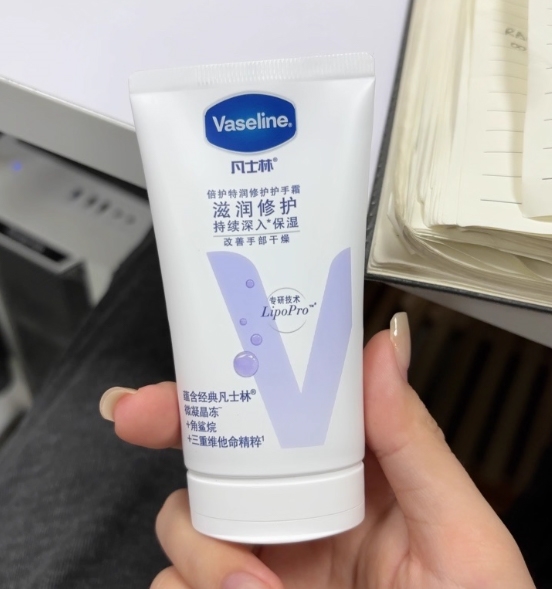 Vaseline®
凡士林®
倍护特润修护护手霜
滋润修护
持续深入*保湿
改善手部干燥
专研技术
LipoPro™^
蕴含经典凡士林®
微凝晶冻~
+角鲨烷
+三重维他命精粹¹